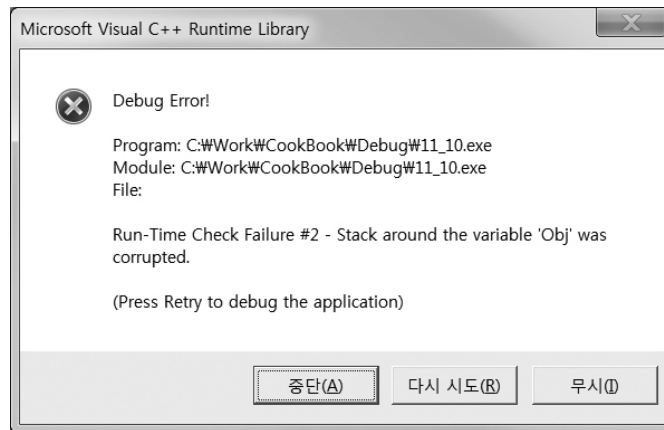 Microsoft Visual C++ Runtime Library
Debug Error!
Program: C:₩Work₩CookBook₩Debug₩11_10.exe
Module: C:₩Work₩CookBook₩Debug₩11_10.exe
File:
Run-Time Check Failure #2 - Stack around the variable 'Obj' was
corrupted.
(Press Retry to debug the application)
중단(A) 다시 시도(R) 무시(I)